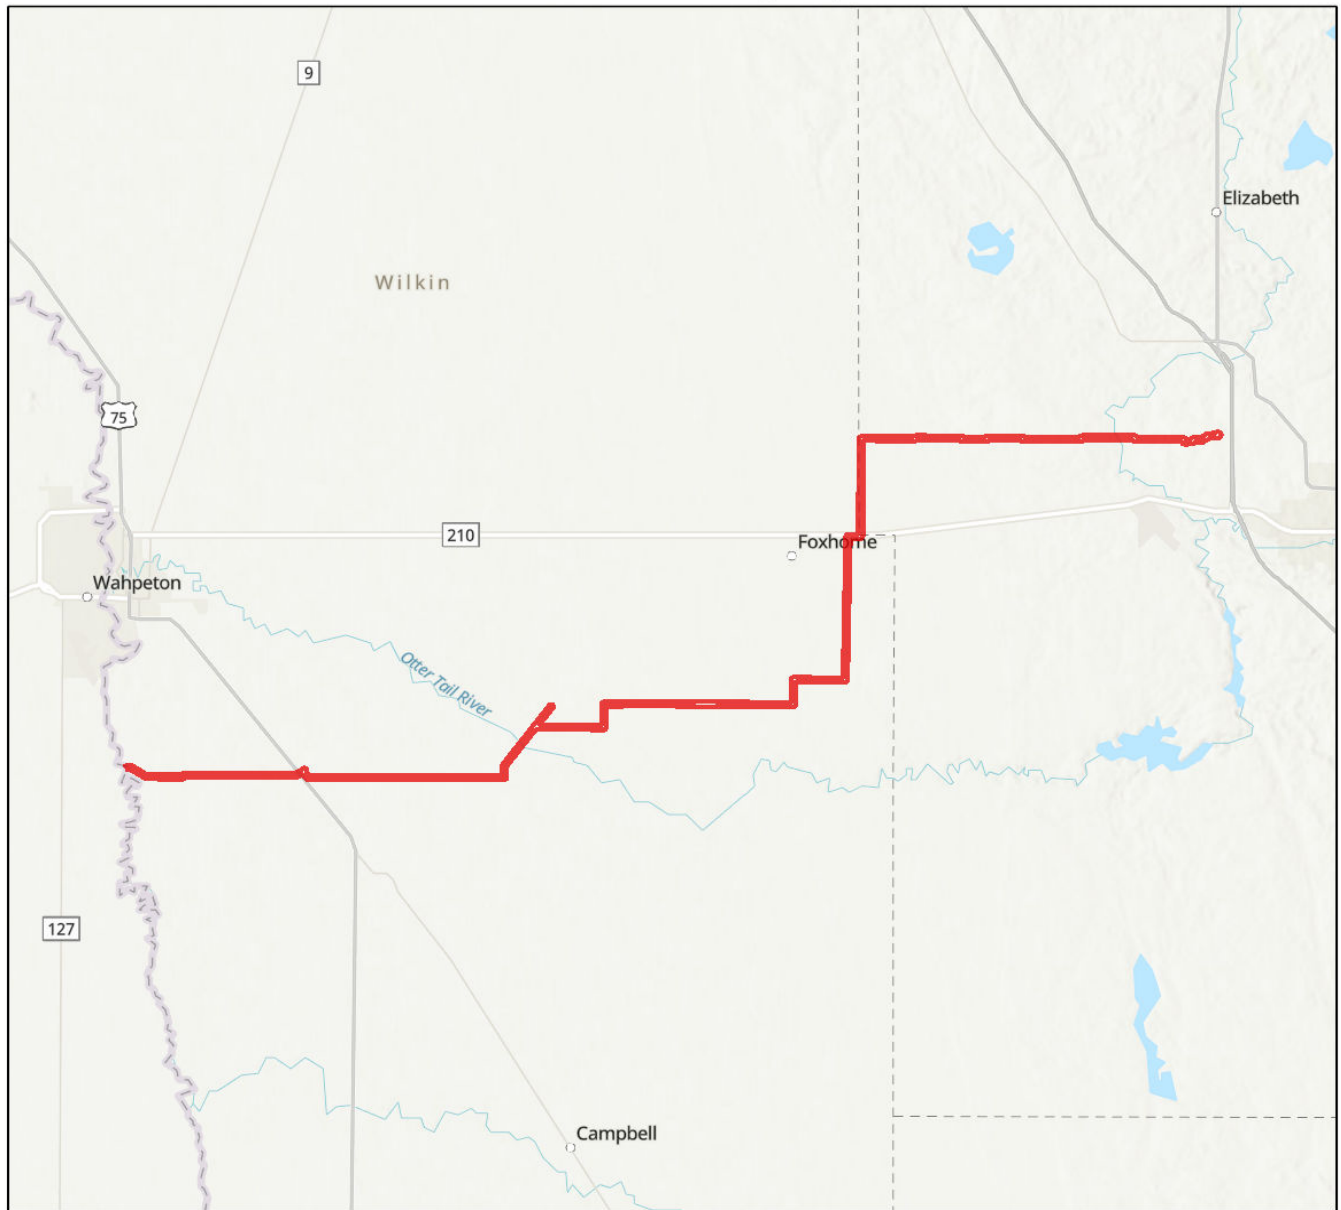 9
Elizabeth
Wilkin
75
210
Foxhome
Wahpeton
Otter Tail River
127
Campbell